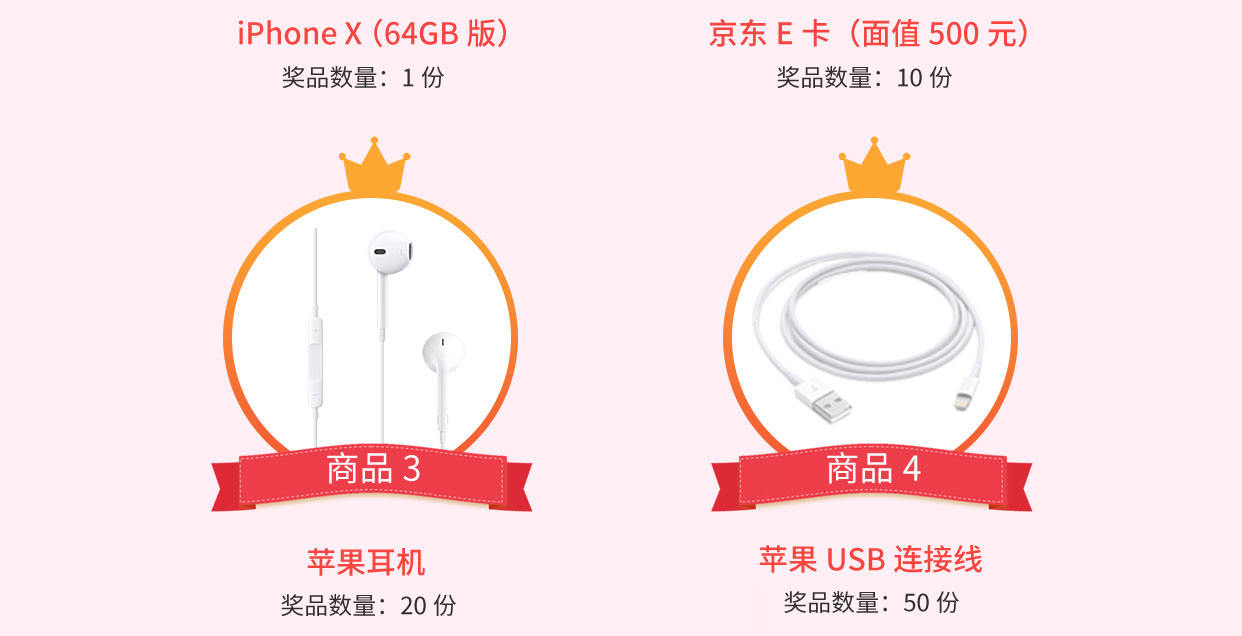 iPhone X（64GB 版）
奖品数量：1 份
京东 E 卡（面值 500 元）
奖品数量：10 份
商品 3
苹果耳机
奖品数量：20 份
商品 4
苹果 USB 连接线
奖品数量：50 份